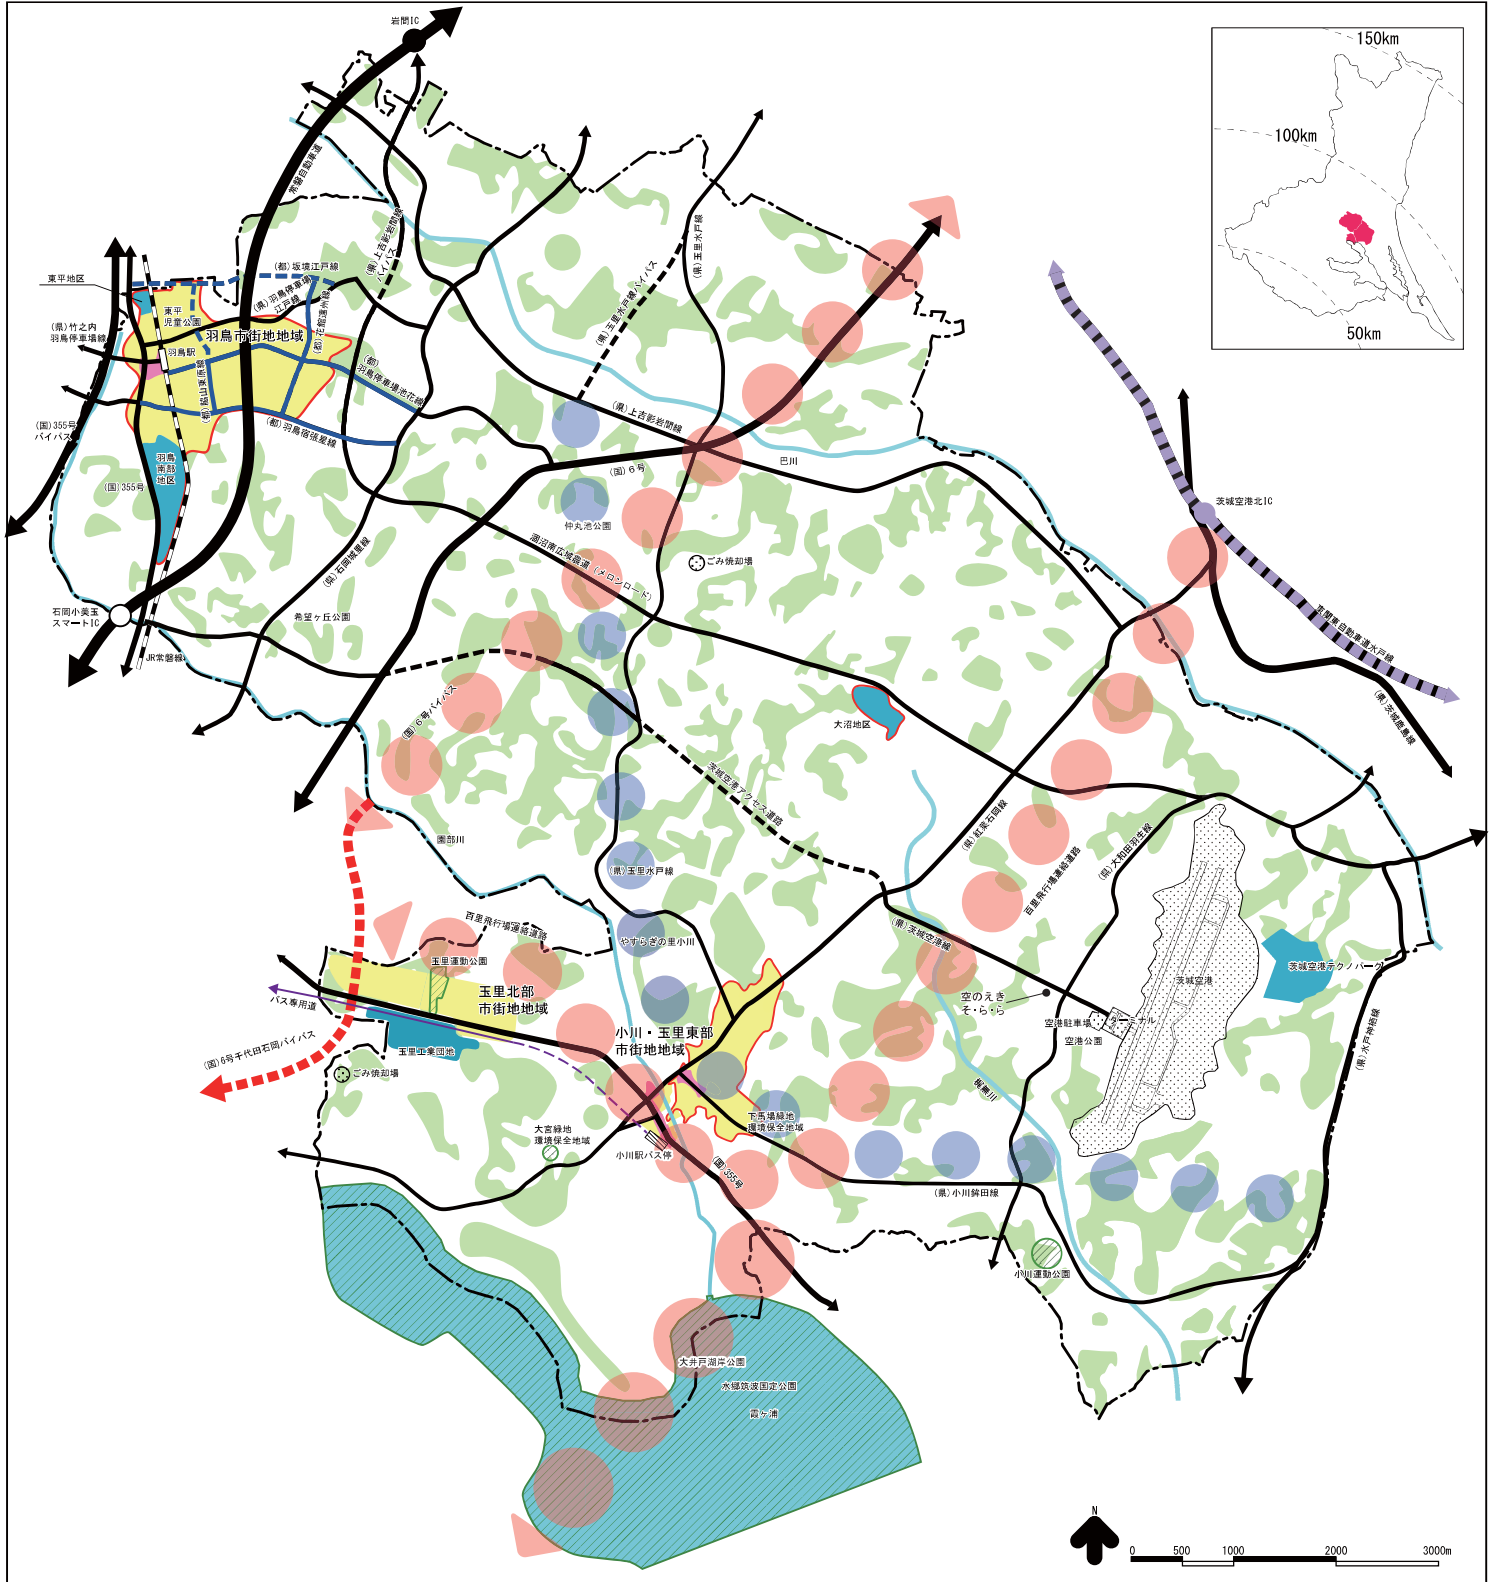 岩間IC
150km
100km
50km
常磐自動車道
(県)上吉影岩間線
バイパス
(県)玉里水戸線
(県)玉里水戸線バイパス
東平地区
(都)坂境江戸線
(県)羽鳥停車場
江戸線
(都)花館遠州線
東平
児童公園
(県)竹之内
羽鳥停車場線
羽鳥市街地地域
羽鳥駅
(都)
羽鳥停車場池花線
(都)舘山東原線
(都)羽鳥宿張星線
(国)355号
バイパス
羽鳥
南部
地区
(国)355号
(県)上吉影岩間線
(国)6号
巴川
茨城空港北IC
仲丸池公園
涸沼南広域農道(メロンロード)
ごみ焼却場
(県)石岡城里線
石岡小美玉
スマートIC
希望ヶ丘公園
JR常磐線
東関東自動車道水戸線
(県)茨城鹿島線
(国)6号バイパス
大沼地区
茨城空港アクセス道路
園部川
(県)紅葉石岡線
(県)大和田羽生線
百里飛行場連絡道路
(県)玉里水戸線
百里飛行場連絡道路
やすらぎの里小川
(県)茨城空港線
玉里運動公園
茨城空港テクノパーク
茨城空港
バス専用道
玉里北部
市街地地域
空のえき
そ・ら・ら
空港駐車場
ターミナル
空港公園
小川・玉里東部
市街地地域
(国)6号千代田石岡バイパス
玉里工業団地
ごみ焼却場
(県)水戸神栖線
梶無川
下馬場緑地
環境保全地域
大宮緑地
環境保全地域
小川駅バス停
(国)355号
(県)小川鉾田線
小川運動公園
大井戸湖岸公園
水郷筑波国定公園
霞ヶ浦
N
0 500 1000 2000 3000m